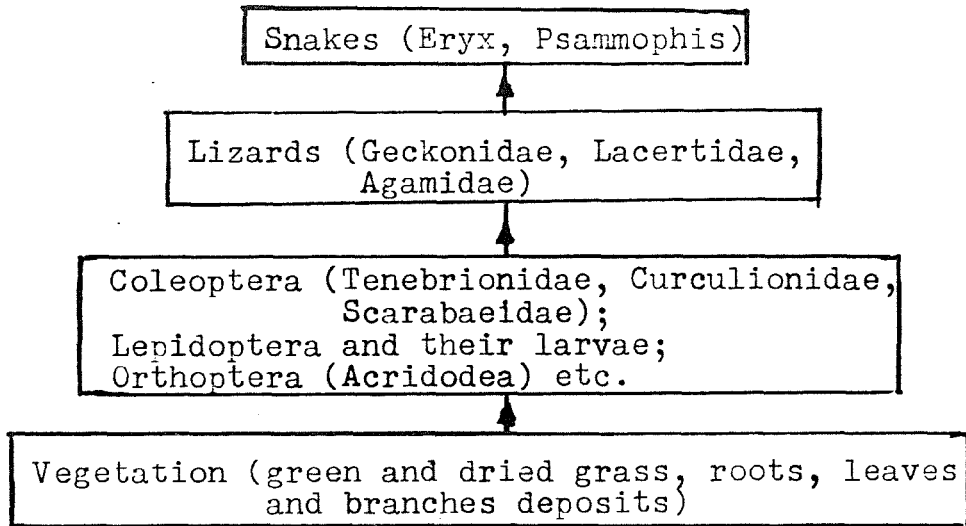 Snakes (Eryx, Psammophis)
Lizards (Geckonidae, Lacertidae,
Agamidae)
Coleoptera (Tenebrionidae, Curculionidae,
Scarabaeidae);
Lepidoptera and their larvae;
Orthoptera (Acridodea) etc.
Vegetation (green and dried grass, roots, leaves
and branches deposits)